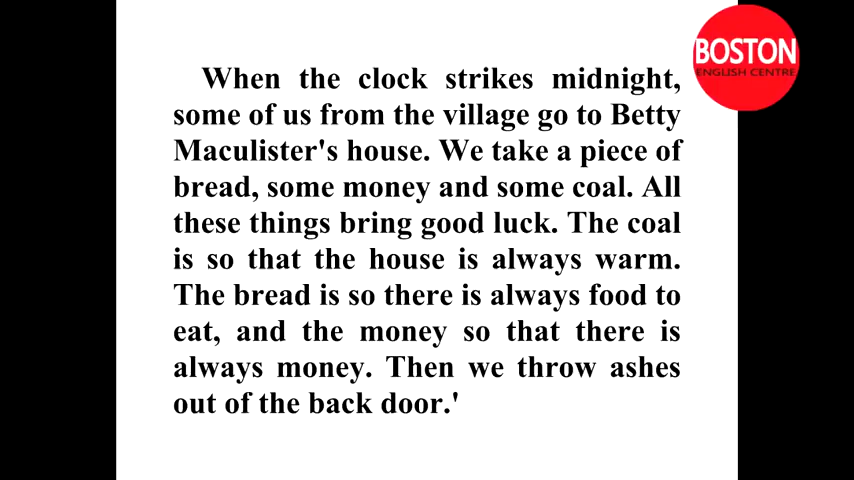 BOSTON
ENGLISH CENTRE
When the clock strikes midnight,
some of us from the village go to Betty
Maculister's house. We take a piece of
bread, some money and some coal. All
these things bring good luck. The coal
is so that the house is always warm.
The bread is so there is always food to
eat, and the money so that there is
always money. Then we throw ashes
out of the back door.'